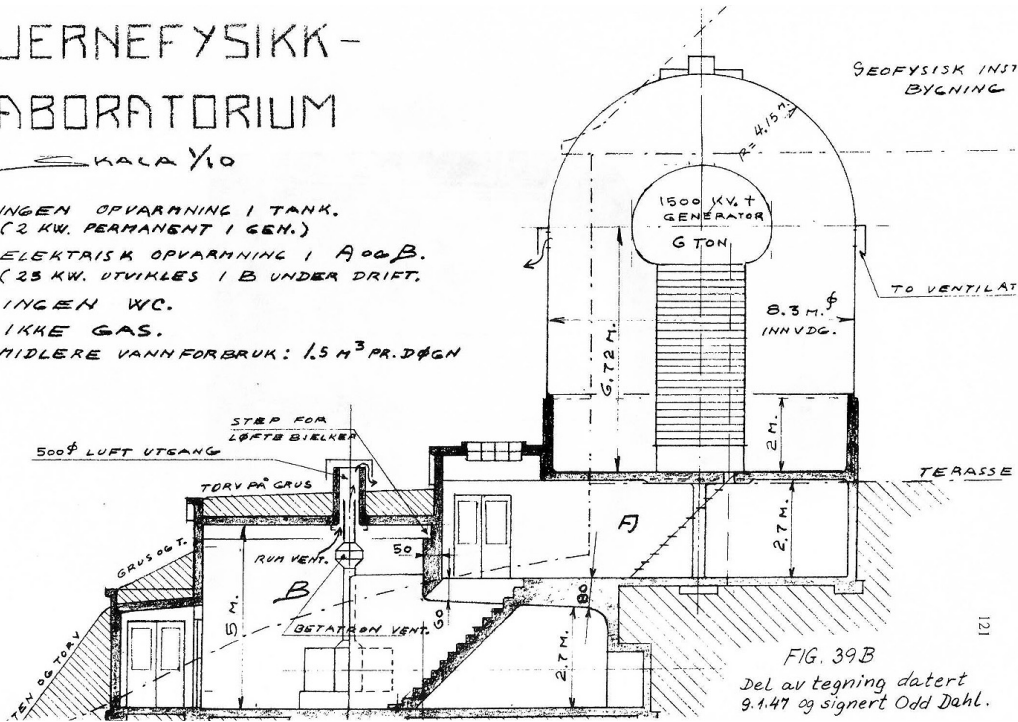 JERNEFYSIKK-
ABORATORIUM
SKALA 1/10
INGEN OPVARMNING I TANK.
(2 KW. PERMANENT I GEN.)
ELEKTRISK OPVARMNING I A OG B.
(25 KW. UTVIKLES I B UNDER DRIFT.
INGEN WC.
IKKE GAS.
MIDLERE VANNFORBRUK: 1.5 M³ PR. DØGN
GEOFYSISK INST
BYGNING
R=4.15 M.
1500 KV. +
GENERATOR
6 TON
TO VENTILAT
8.3 M.⌀
INNVDG.
6,72 M.
2 M.
STEP FOR
LØFTEBIELKER
500⌀ LUFT UTGANG
TORV PÅ GRUS
TERASSE
GRUS OG T.
RUM VENT.
50
A
2.7 M.
B
5 M.
BETATRON VENT.
60
80
2.7 M.
TEN OG TORV
121
FIG. 39B
Del av tegning datert
9.1.47 og signert Odd Dahl.